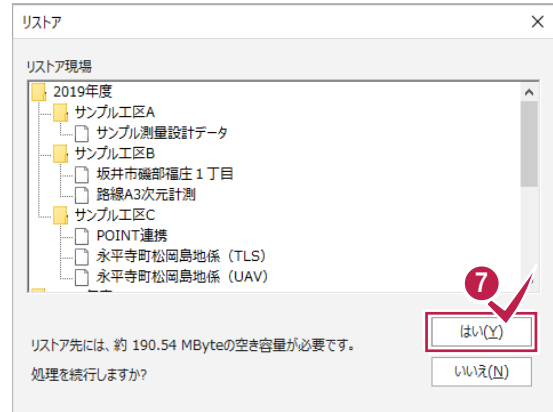 リストア
リストア現場
2019年度
サンプル工区A
サンプル測量設計データ
サンプル工区B
坂井市磯部福庄１丁目
路線A3次元計測
サンプル工区C
POINT連携
永平寺町松岡島地係（TLS）
永平寺町松岡島地係（UAV）
7
はい(Y)
リストア先には、約 190.54 MByteの空き容量が必要です。
処理を続行しますか?
いいえ(N)